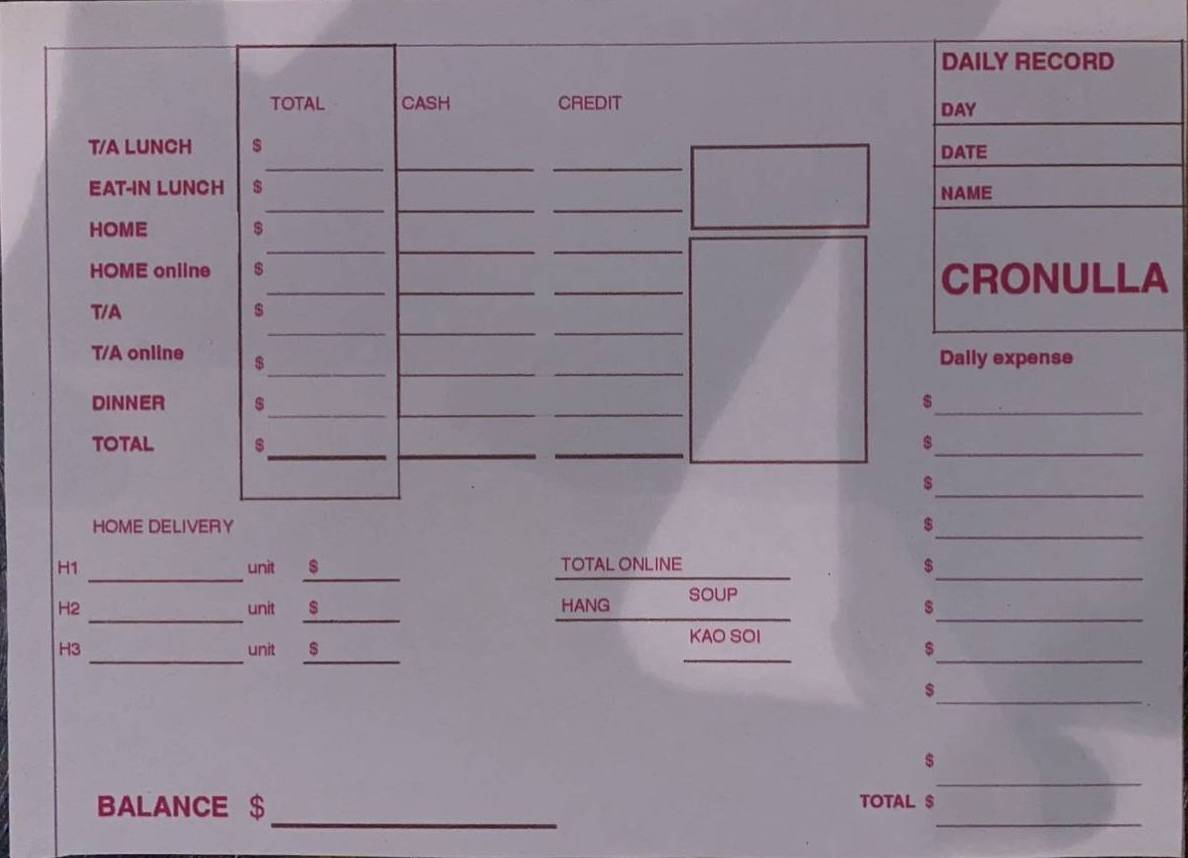 DAILY RECORD
DAY
DATE
NAME
CRONULLA
TOTAL CASH CREDIT
T/A LUNCH $
EAT-IN LUNCH $
HOME $
HOME online $
T/A $
T/A online $
DINNER $
TOTAL $
Daily expense
$
$
$
$
$
$
$
$
$
TOTAL $
HOME DELIVERY
H1 unit $
H2 unit $
H3 unit $
TOTAL ONLINE
HANG SOUP
KAO SOI
BALANCE $